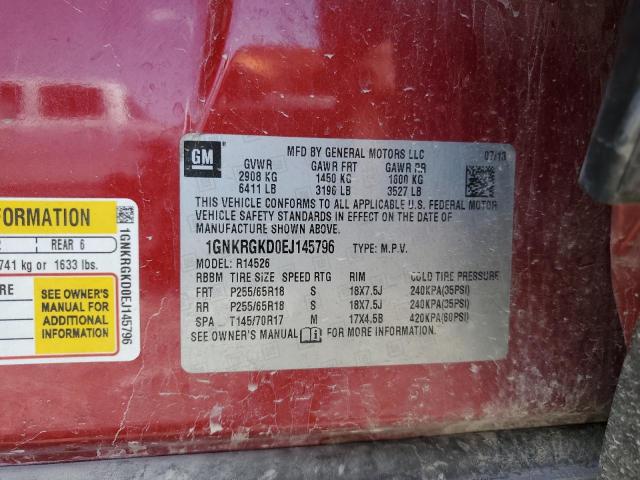 GM
MFD BY GENERAL MOTORS LLC
07/13
GVWR GAWR FRT GAWR RR
2908 KG 1450 KG 1600 KG
6411 LB 3196 LB 3527 LB
THIS VEHICLE CONFORMS TO ALL APPLICABLE U.S. FEDERAL MOTOR
VEHICLE SAFETY STANDARDS IN EFFECT ON THE DATE OF
MANUFACTURE SHOWN ABOVE.
1GNKRGKD0EJ145796 TYPE: M.P.V.
MODEL: R14526
RBBM TIRE SIZE SPEED RTG RIM COLD TIRE PRESSURE
FRT P255/65R18 S 18X7.5J 240KPA(35PSI)
RR P255/65R18 S 18X7.5J 240KPA(35PSI)
SPA T145/70R17 M 17X4.5B 420KPA(60PSI)
SEE OWNER'S MANUAL FOR MORE INFORMATION.
FORMATION
REAR 6
741 kg or 1633 lbs.
RE
SEE OWNER'S
MANUAL FOR
ADDITIONAL
INFORMATION
1GNKRGKD0EJ145796